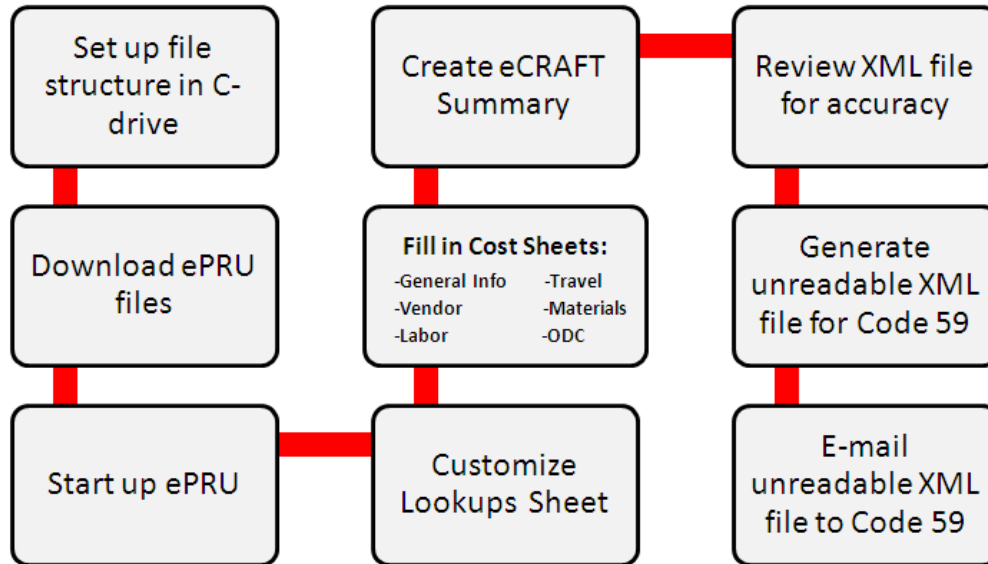 Set up file
structure in C-
drive
Download ePRU
files
Start up ePRU
Customize
Lookups Sheet
Fill in Cost Sheets:
-General Info -Travel
-Vendor -Materials
-Labor -ODC
Create eCRAFT
Summary
Review XML file
for accuracy
Generate
unreadable XML
file for Code 59
E-mail
unreadable XML
file to Code 59